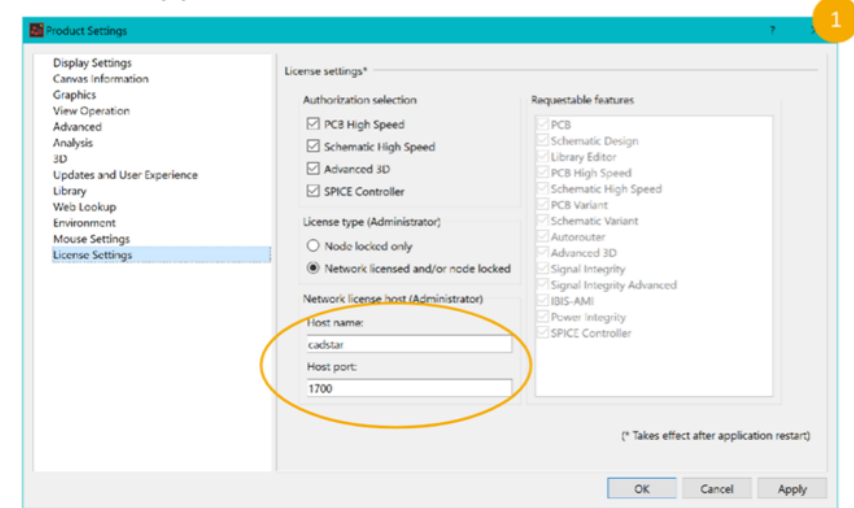 1
Product Settings
?
Display Settings
Canvas Information
Graphics
View Operation
Advanced
Analysis
3D
Updates and User Experience
Library
Web Lookup
Environment
Mouse Settings
License Settings
License settings*
Authorization selection
PCB High Speed
Schematic High Speed
Advanced 3D
SPICE Controller
License type (Administrator)
Node locked only
Network licensed and/or node locked
Network license host (Administrator)
Host name:
cadstar
Host port:
1700
Requestable features
PCB
Schematic Design
Library Editor
PCB High Speed
Schematic High Speed
PCB Variant
Schematic Variant
Autorouter
Advanced 3D
Signal Integrity
Signal Integrity Advanced
IBIS-AMI
Power Integrity
SPICE Controller
(* Takes effect after application restart)
OK Cancel Apply